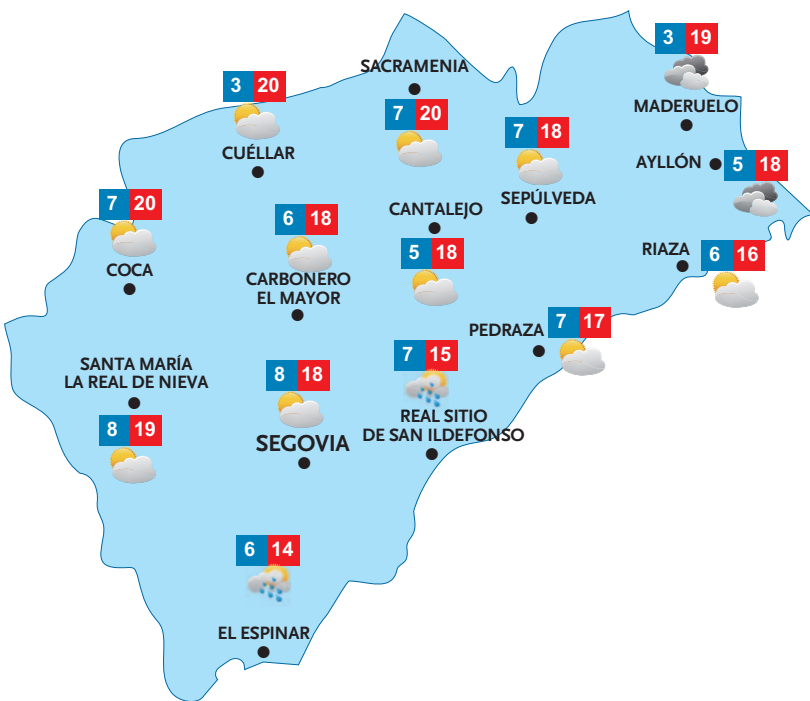 3 19
MADERUELO
SACRAMENIA
7 20
3 20
CUÉLLAR
7 18
SEPÚLVEDA
AYLLÓN
5 18
7 20
COCA
6 18
CARBONERO
EL MAYOR
CANTALEJO
5 18
RIAZA
6 16
PEDRAZA
7 17
SANTA MARÍA
LA REAL DE NIEVA
8 19
8 18
SEGOVIA
7 15
REAL SITIO
DE SAN ILDEFONSO
6 14
EL ESPINAR